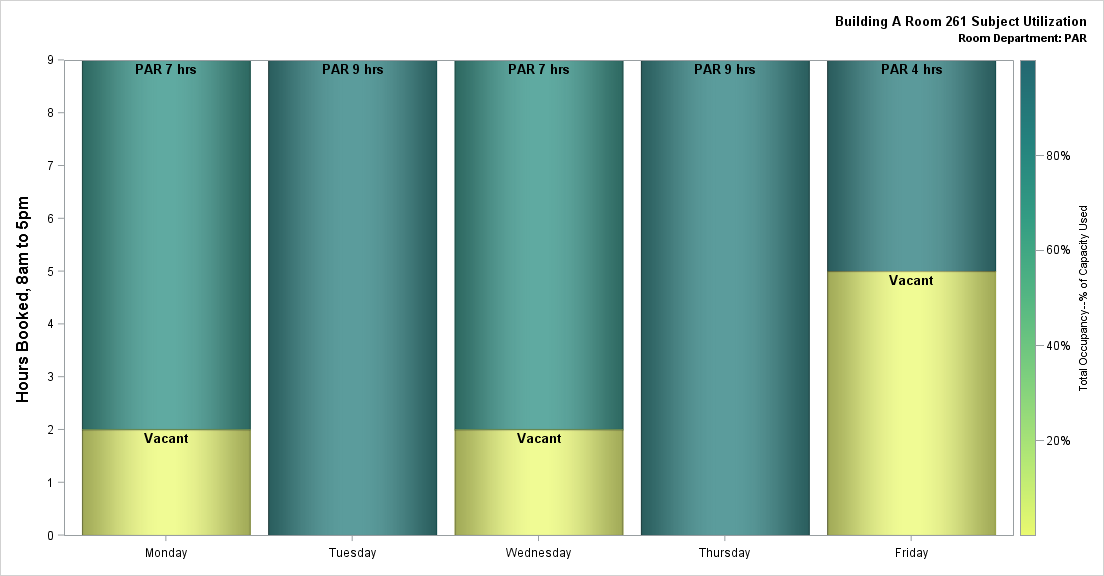 Building A Room 261 Subject Utilization
Room Department: PAR
Hours Booked, 8am to 5pm
9
8
7
6
5
4
3
2
1
0
PAR 7 hrs
PAR 9 hrs
PAR 7 hrs
PAR 9 hrs
PAR 4 hrs
Vacant
Vacant
Vacant
Monday
Tuesday
Wednesday
Thursday
Friday
80%
60%
40%
20%
Total Occupancy--% of Capacity Used